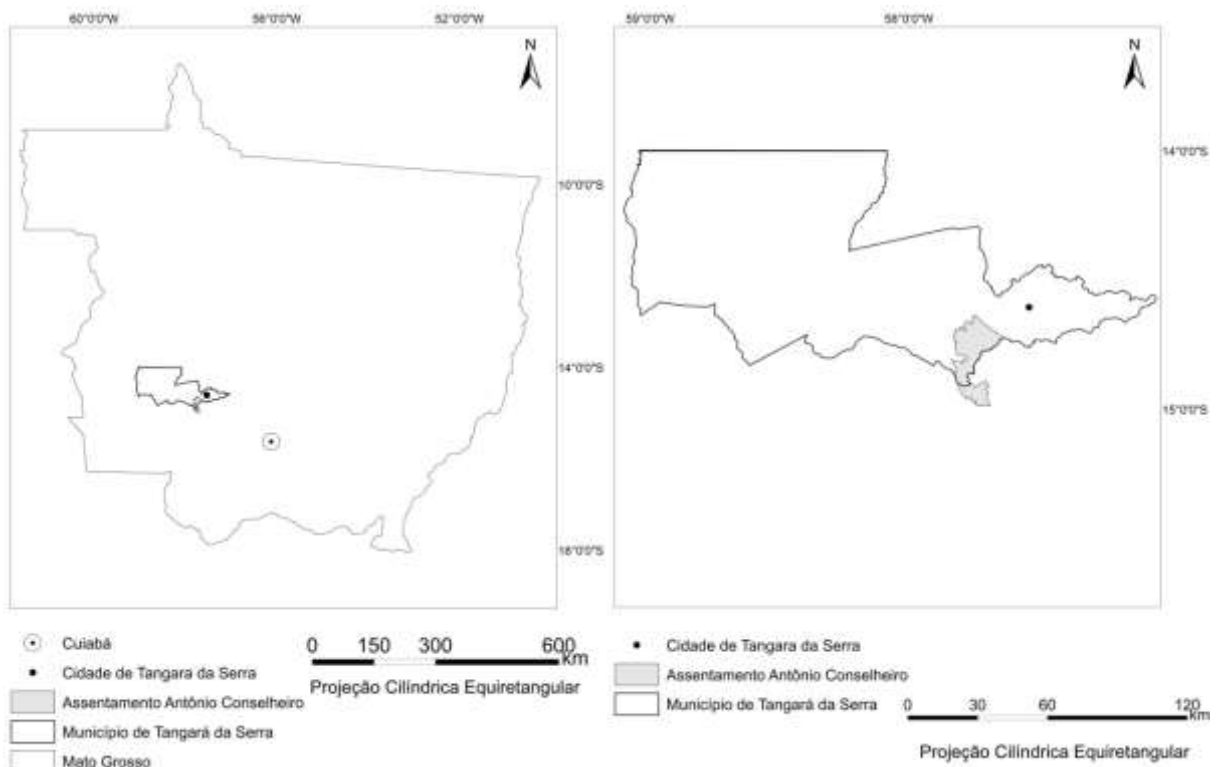 60°0'0"W 56°0'0"W 52°0'0"W
N
10°0'0"S
14°0'0"S
18°0'0"S
Cuiabá
Cidade de Tangara da Serra
Assentamento Antônio Conselheiro
Município de Tangará da Serra
Mato Grosso
0 150 300 600
km
Projeção Cilíndrica Equiretangular
59°0'0"W 58°0'0"W
N
14°0'0"S
15°0'0"S
Cidade de Tangara da Serra
Assentamento Antônio Conselheiro
Município de Tangará da Serra
0 30 60 120
km
Projeção Cilíndrica Equiretangular